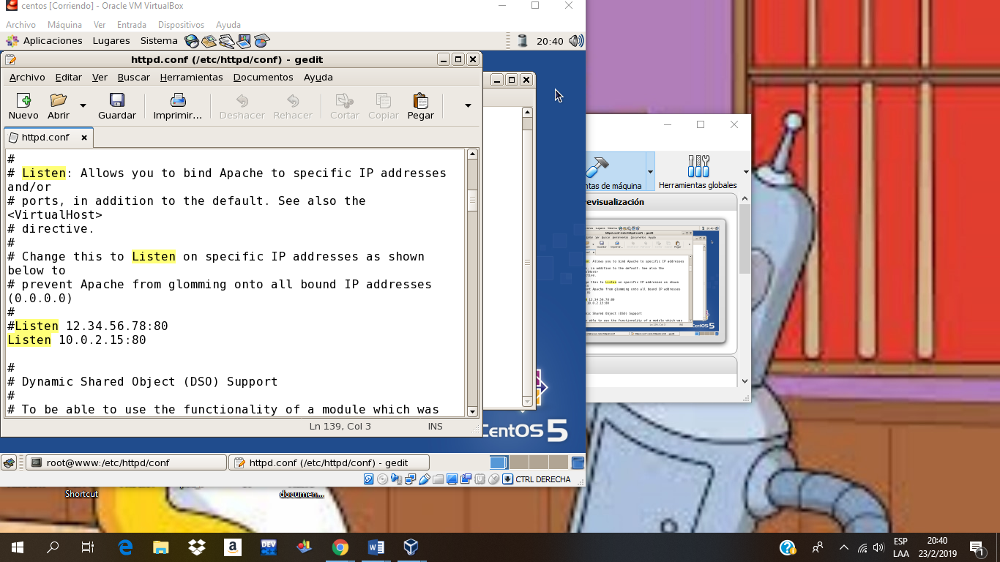 centos [Corriendo] - Oracle VM VirtualBox
Archivo Máquina Ver Entrada Dispositivos Ayuda
Aplicaciones Lugares Sistema 20:40
httpd.conf (/etc/httpd/conf) - gedit
Archivo Editar Ver Buscar Herramientas Documentos Ayuda
Nuevo Abrir Guardar Imprimir... Deshacer Rehacer Cortar Copiar Pegar
httpd.conf
#
# Listen: Allows you to bind Apache to specific IP addresses
and/or
# ports, in addition to the default. See also the
<VirtualHost>
# directive.
#
# Change this to Listen on specific IP addresses as shown
below to
# prevent Apache from glomming onto all bound IP addresses
(0.0.0.0)
#
#Listen 12.34.56.78:80
Listen 10.0.2.15:80
#
# Dynamic Shared Object (DSO) Support
#
# To be able to use the functionality of a module which was
Ln 139, Col 3 INS
CentOS 5
root@www:/etc/httpd/conf
httpd.conf (/etc/httpd/conf) - gedit
CTRL DERECHA
ntas de máquina
Herramientas globales
revisualización
Shortcut
documen...
DEV
ESP
LAA
20:40
23/2/2019
1